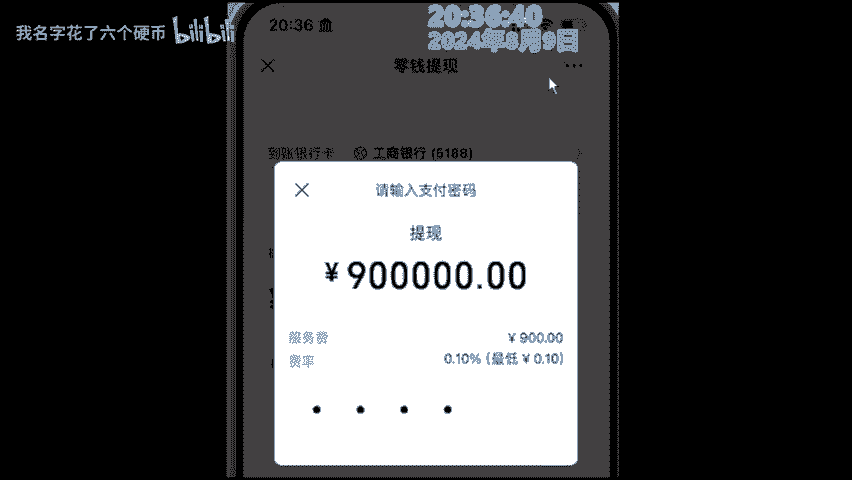 我名字花了六个硬币 bilibili
20:36:40
2024年8月9日
20:36
零钱提现
到账银行卡 工商银行 (5188)
请输入支付密码
提现
¥900000.00
服务费 ¥900.00
费率 0.10% (最低 ¥0.10)